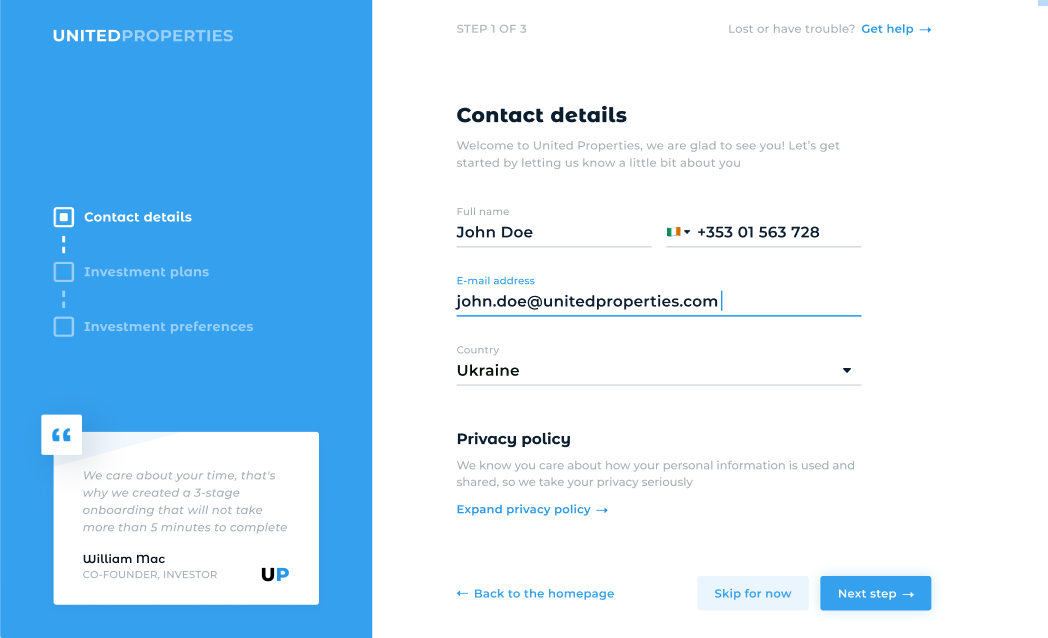 UNITEDPROPERTIES
Contact details
Investment plans
Investment preferences
“
We care about your time, that's
why we created a 3-stage
onboarding that will not take
more than 5 minutes to complete
William Mac
CO-FOUNDER, INVESTOR
UP
STEP 1 OF 3
Lost or have trouble? Get help →
Contact details
Welcome to United Properties, we are glad to see you! Let’s get
started by letting us know a little bit about you
Full name
John Doe
+353 01 563 728
E-mail address
john.doe@unitedproperties.com
Country
Ukraine
Privacy policy
We know you care about how your personal information is used and
shared, so we take your privacy seriously
Expand privacy policy →
← Back to the homepage
Skip for now
Next step →